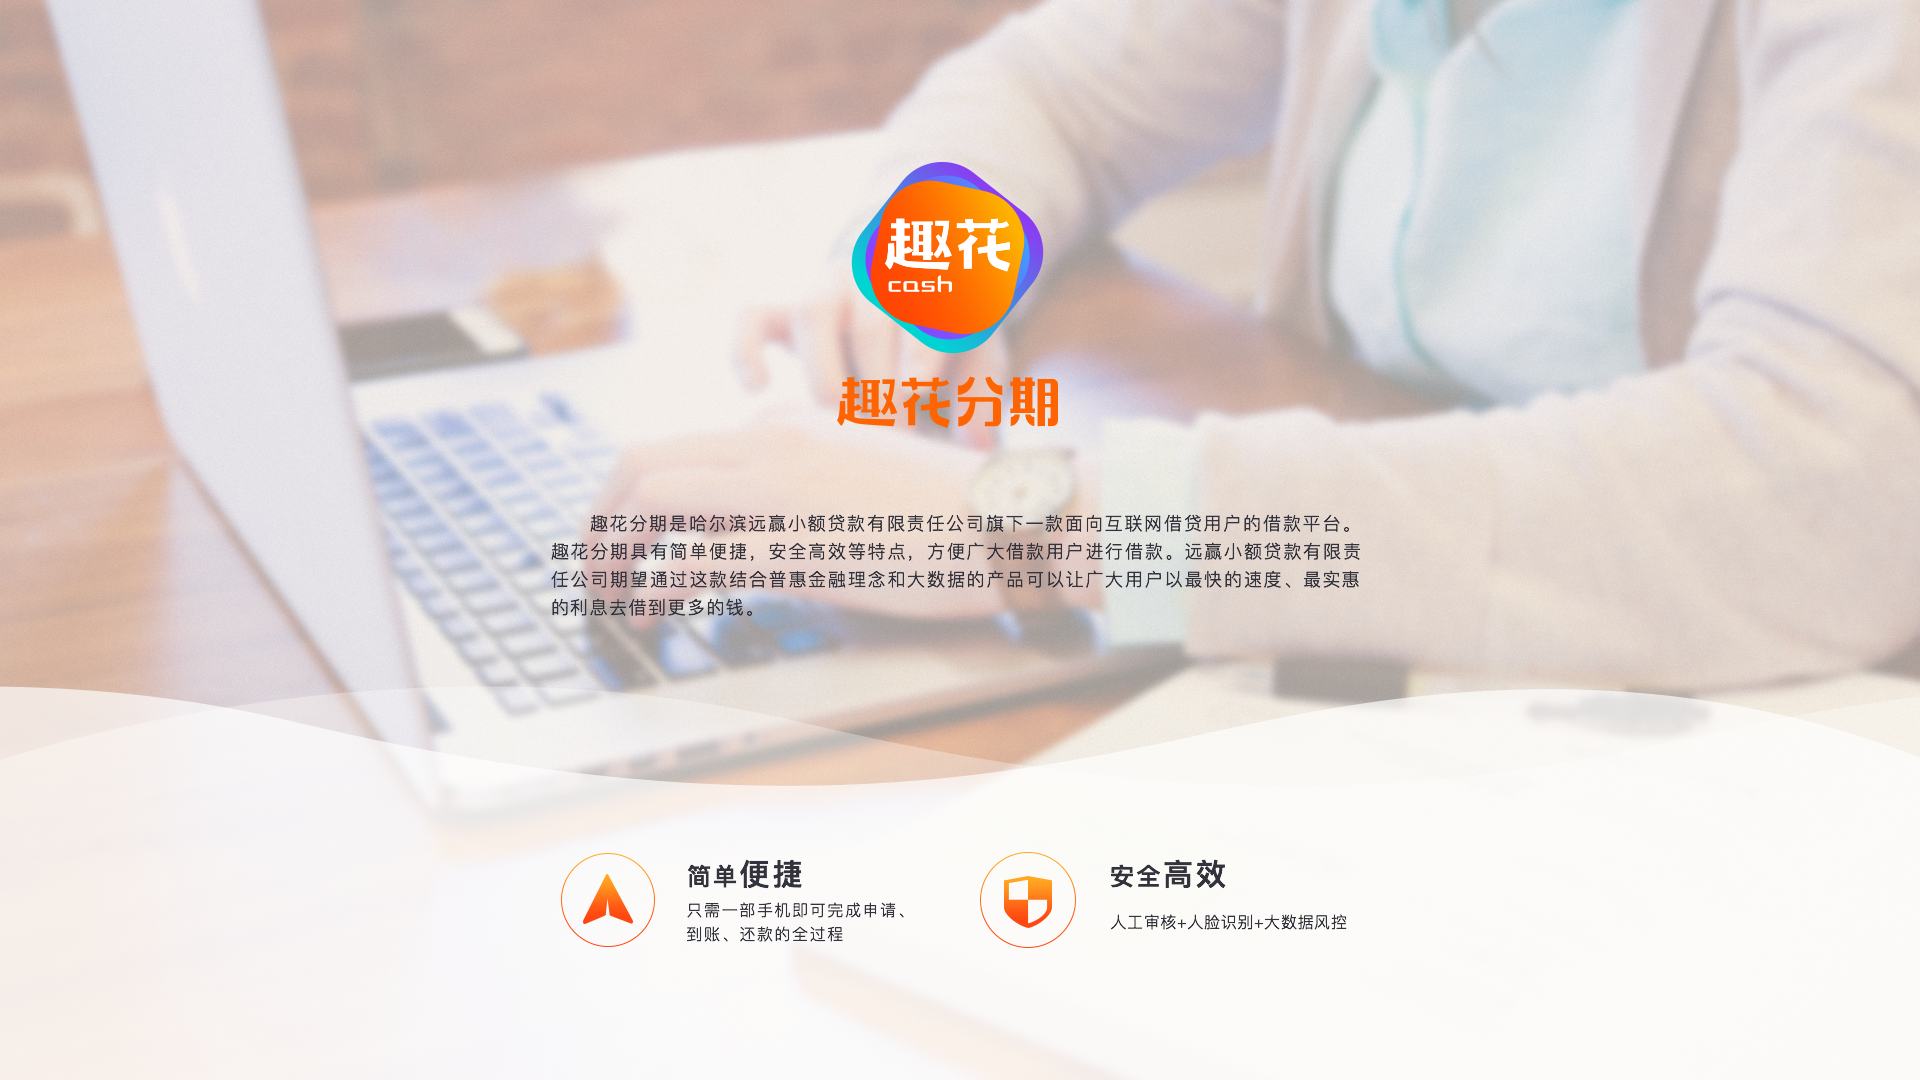 趣花
cash
趣花分期
趣花分期是哈尔滨远赢小额贷款有限责任公司旗下一款面向互联网借贷用户的借款平台。
趣花分期具有简单便捷，安全高效等特点，方便广大借款用户进行借款。远赢小额贷款有限责
任公司期望通过这款结合普惠金融理念和大数据的产品可以让广大用户以最快的速度、最实惠
的利息去借到更多的钱。
简单便捷
只需一部手机即可完成申请、
到账、还款的全过程
安全高效
人工审核+人脸识别+大数据风控